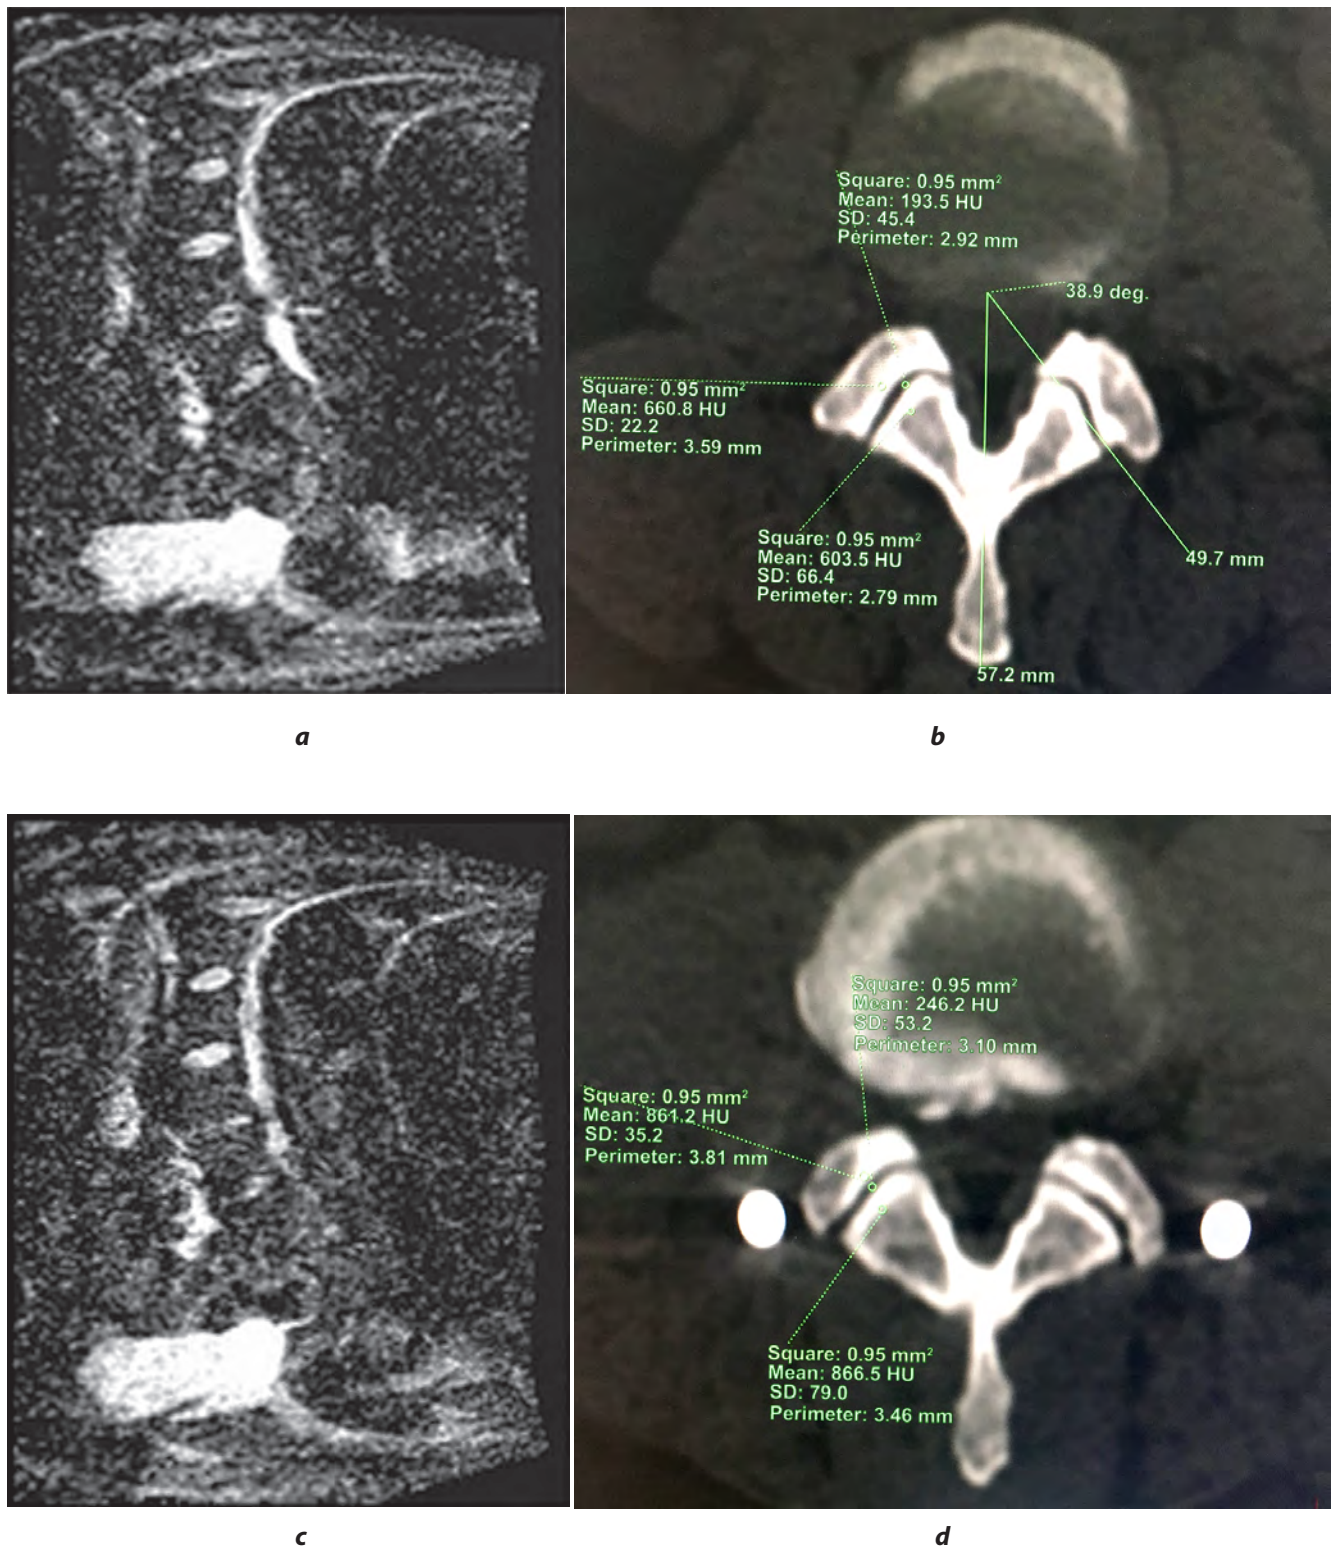 Square: 0.95 mm²
Mean: 193.5 HU
SD: 45.4
Perimeter: 2.92 mm
38.9 deg.
Square: 0.95 mm²
Mean: 660.8 HU
SD: 22.2
Perimeter: 3.59 mm
Square: 0.95 mm²
Mean: 603.5 HU
SD: 66.4
Perimeter: 2.79 mm
49.7 mm
57.2 mm
a
b
Square: 0.95 mm²
Mean: 246.2 HU
SD: 53.2
Perimeter: 3.10 mm
Square: 0.95 mm²
Mean: 861.2 HU
SD: 35.2
Perimeter: 3.81 mm
Square: 0.95 mm²
Mean: 866.5 HU
SD: 79.0
Perimeter: 3.46 mm
c
d